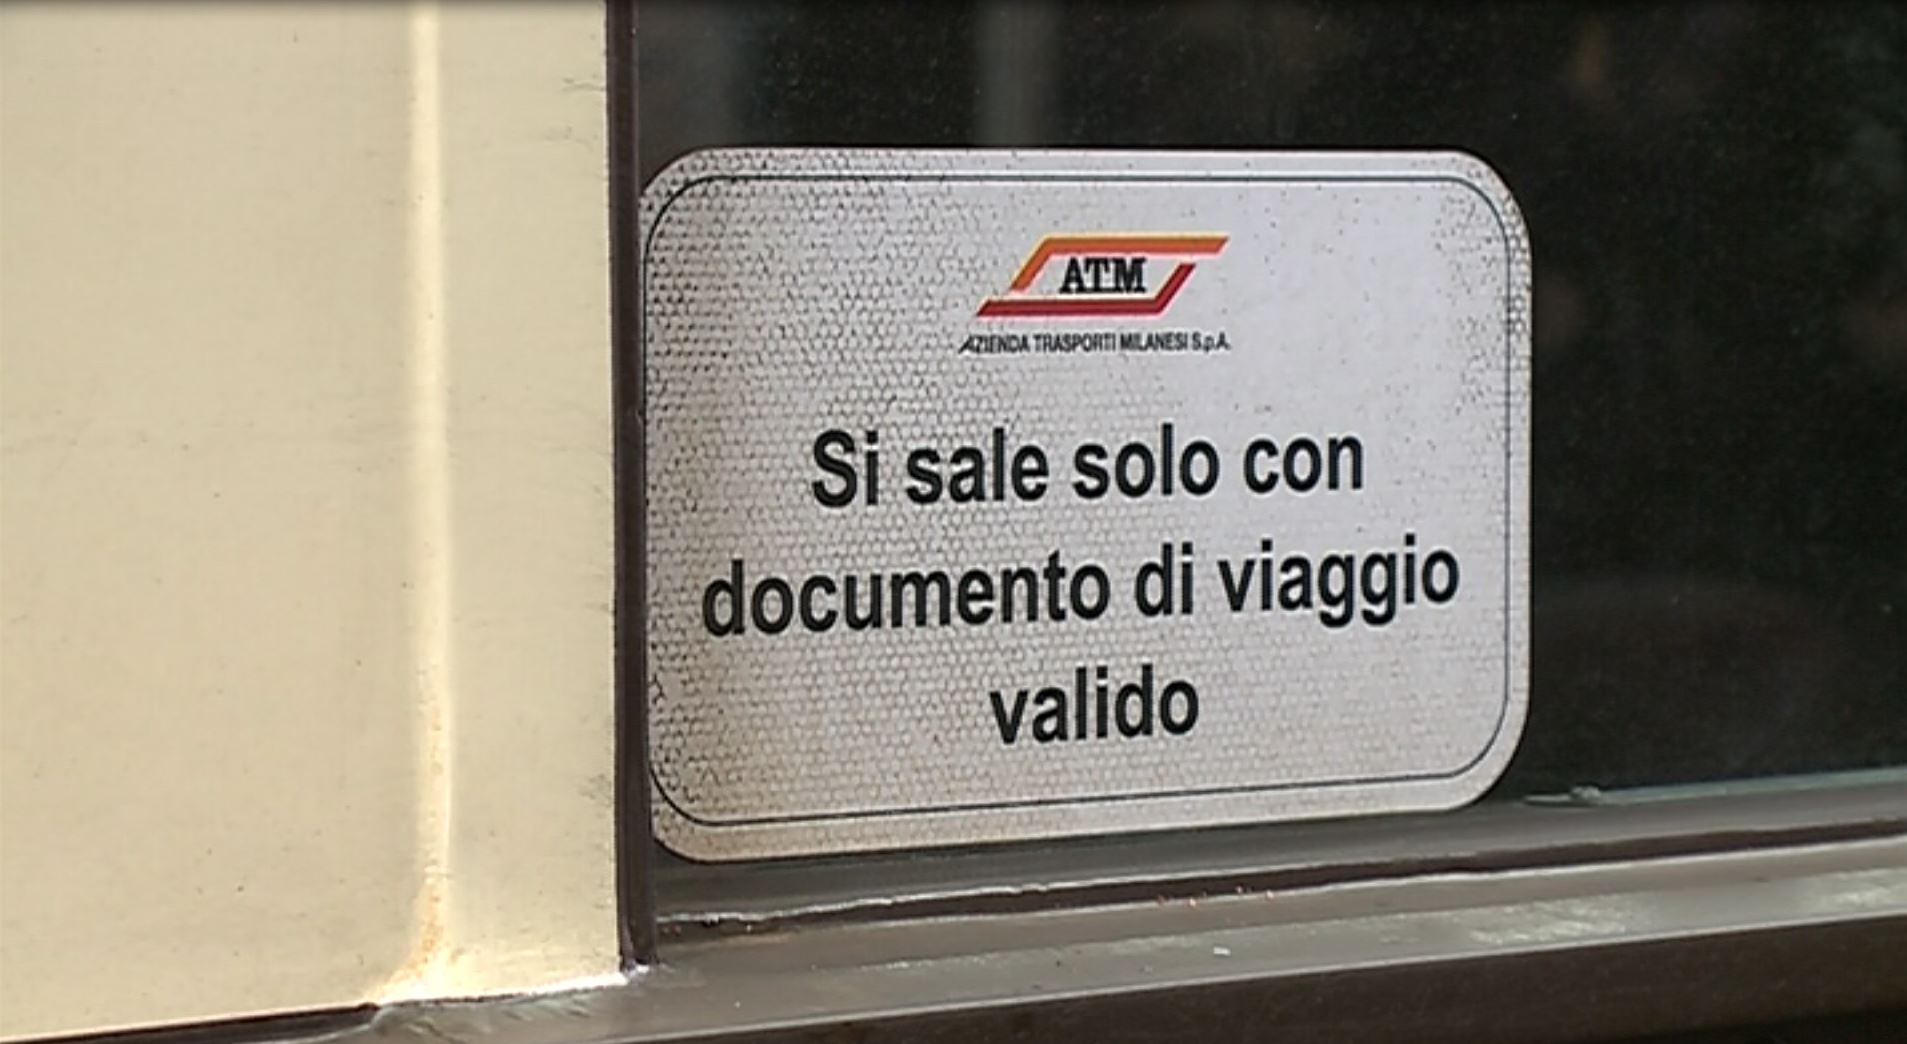 ATM
AZIENDA TRASPORTI MILANESI S.p.A.
Si sale solo con
documento di viaggio
valido